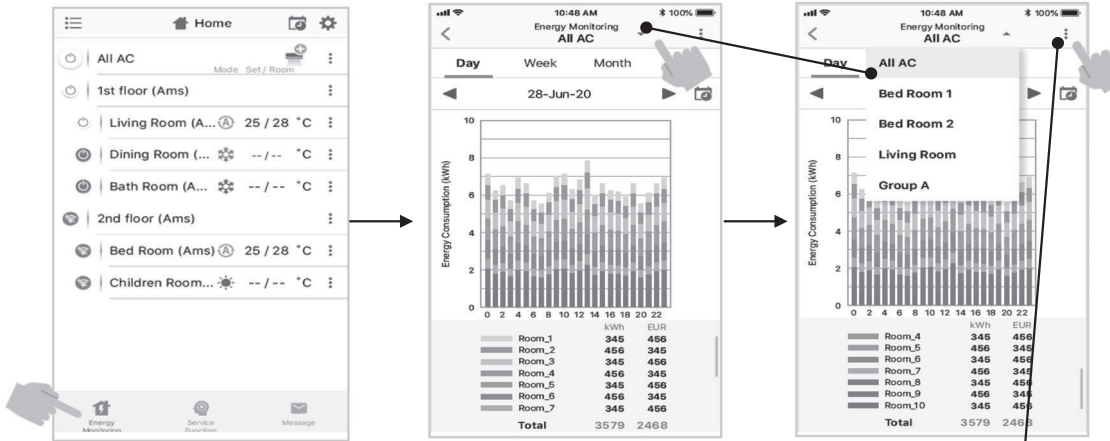 Home
All AC
Mode Set / Room
1st floor (Ams)
Living Room (A... A 25 / 28 °C
Dining Room (... -- / -- °C
Bath Room (A... -- / -- °C
2nd floor (Ams)
Bed Room (Ams) A 25 / 28 °C
Children Room... -- / -- °C
Energy Monitoring
Service Function
Message
10:48 AM 100%
Energy Monitoring
All AC
Day Week Month
28-Jun-20
Energy Consumption (kWh)
10
8
6
4
2
0
0 2 4 6 8 10 12 14 16 18 20 22
kWh EUR
Room_1 345 456
Room_2 456 345
Room_3 345 456
Room_4 456 345
Room_5 345 456
Room_6 456 345
Room_7 345 456
Total 3579 2468
10:48 AM 100%
Energy Monitoring
All AC
Day
All AC
Bed Room 1
Bed Room 2
Living Room
Group A
Energy Consumption (kWh)
10
8
6
4
2
0
0 2 4 6 8 10 12 14 16 18 20 22
kWh EUR
Room_4 345 456
Room_5 456 345
Room_6 345 456
Room_7 456 345
Room_8 345 456
Room_9 456 345
Room_10 345 456
Total 3579 2468